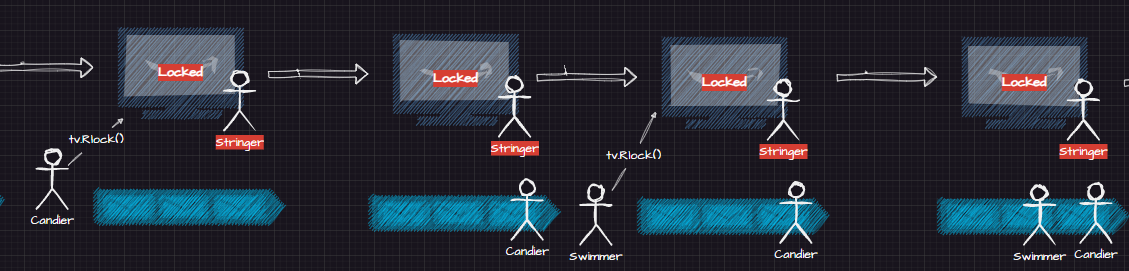 Locked
Stringer
tv.Rlock()
Candier
Locked
Stringer
Candier
Locked
Stringer
tv.Rlock()
Swimmer
Candier
Locked
Stringer
Swimmer
Candier